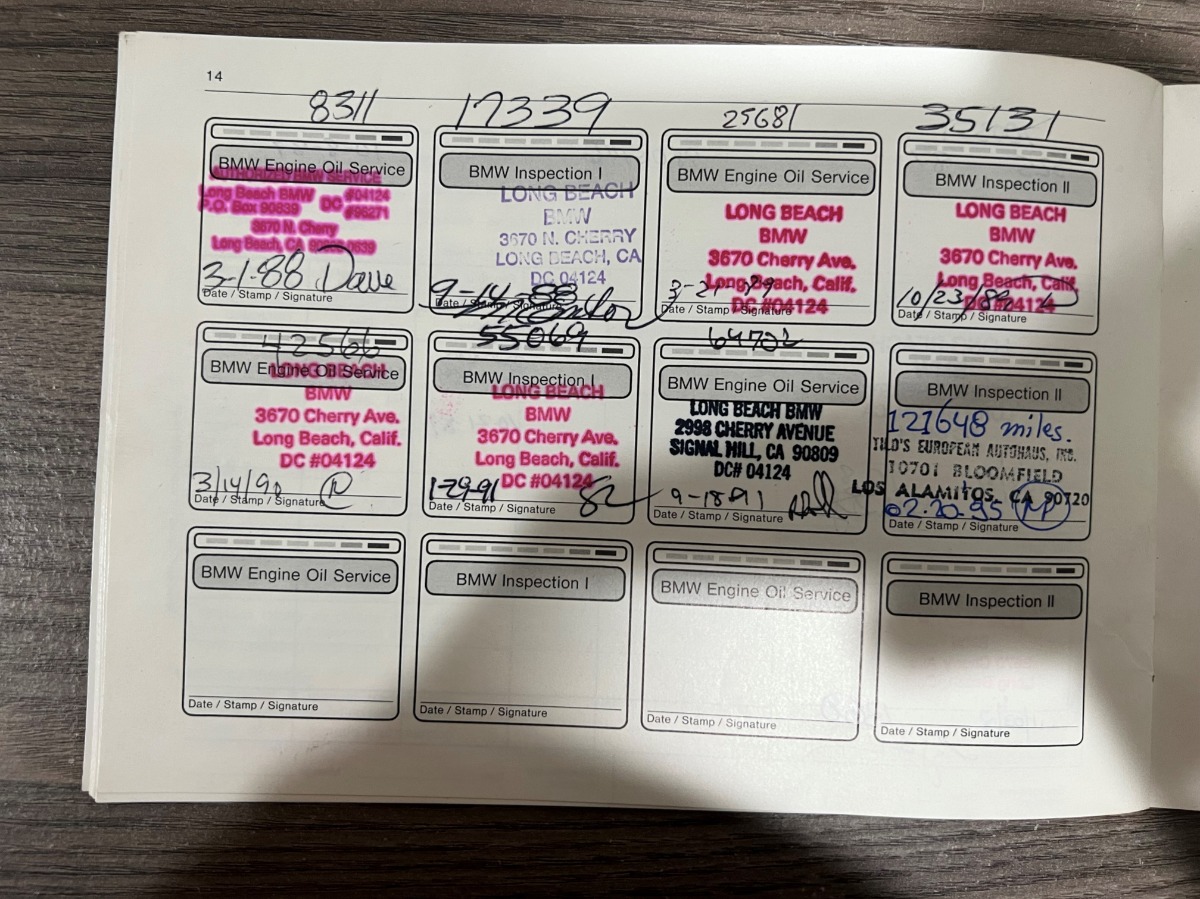 14
8311
BMW Engine Oil Service
AUTHORIZED BMW SERVICE
Long Beach BMW DC #04124
P.O. Box 90839 #96271
3670 N. Cherry
Long Beach, CA
3-1-88 Dave
Date / Stamp / Signature
17339
BMW Inspection I
LONG BEACH
BMW
3670 N. CHERRY
LONG BEACH, CA
DC 04124
9-14-88
Date / Stamp / Signature
25681
BMW Engine Oil Service
LONG BEACH
BMW
3670 Cherry Ave.
Long Beach, Calif.
DC #04124
3-21-89
Date / Stamp / Signature
35131
BMW Inspection II
LONG BEACH
BMW
3670 Cherry Ave.
Long Beach, Calif.
DC #04124
10/23/89
Date / Stamp / Signature
42566
BMW Engine Oil Service
LONG BEACH
BMW
3670 Cherry Ave.
Long Beach, Calif.
DC #04124
3/14/90
Date / Stamp / Signature
55069
BMW Inspection I
LONG BEACH
BMW
3670 Cherry Ave.
Long Beach, Calif.
DC #04124
1-29-91
Date / Stamp / Signature
64702
BMW Engine Oil Service
LONG BEACH BMW
2998 CHERRY AVENUE
SIGNAL HILL, CA 90809
DC# 04124
9-18-91
Date / Stamp / Signature
BMW Inspection II
121648 miles.
TILO'S EUROPEAN AUTOHAUS, INC.
10701 BLOOMFIELD
LOS ALAMITOS, CA 90720
02.20.95
Date / Stamp / Signature
BMW Engine Oil Service
Date / Stamp / Signature
BMW Inspection I
Date / Stamp / Signature
BMW Engine Oil Service
Date / Stamp / Signature
BMW Inspection II
Date / Stamp / Signature